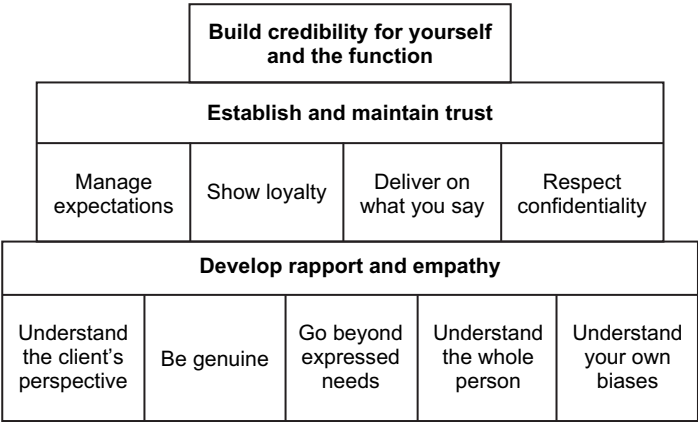 Build credibility for yourself
and the function
Establish and maintain trust
Manage
expectations
Show loyalty
Deliver on
what you say
Respect
confidentiality
Develop rapport and empathy
Understand
the client's
perspective
Be genuine
Go beyond
expressed
needs
Understand
the whole
person
Understand
your own
biases